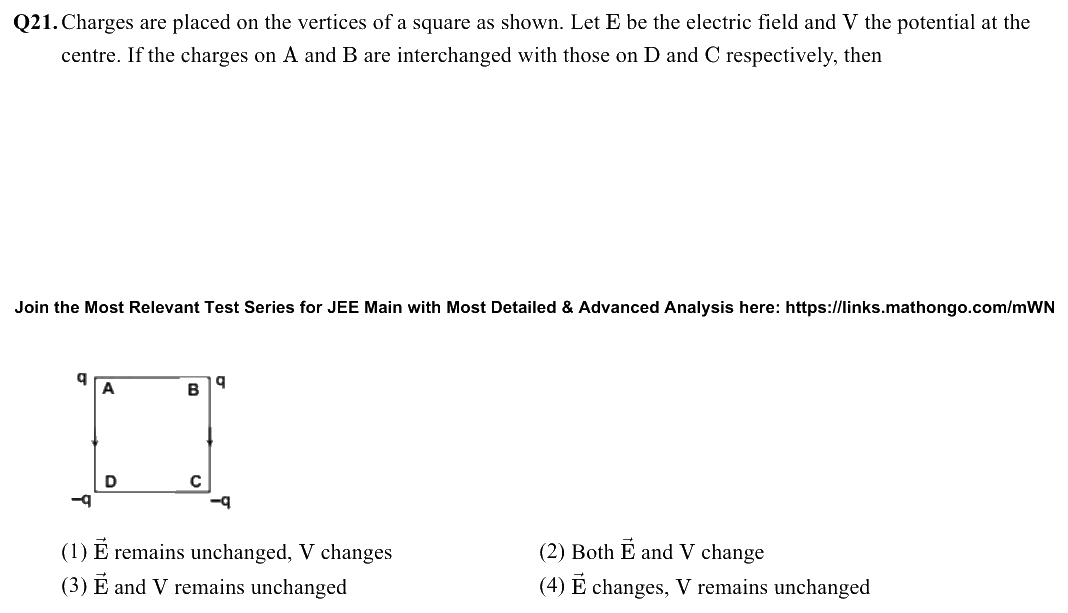 Q21. Charges are placed on the vertices of a square as shown. Let E be the electric field and V the potential at the
centre. If the charges on A and B are interchanged with those on D and C respectively, then
Join the Most Relevant Test Series for JEE Main with Most Detailed & Advanced Analysis here: https://links.mathongo.com/mWN
q A B q
D C
-q -q
(1) E⃗ remains unchanged, V changes (2) Both E⃗ and V change
(3) E⃗ and V remains unchanged (4) E⃗ changes, V remains unchanged